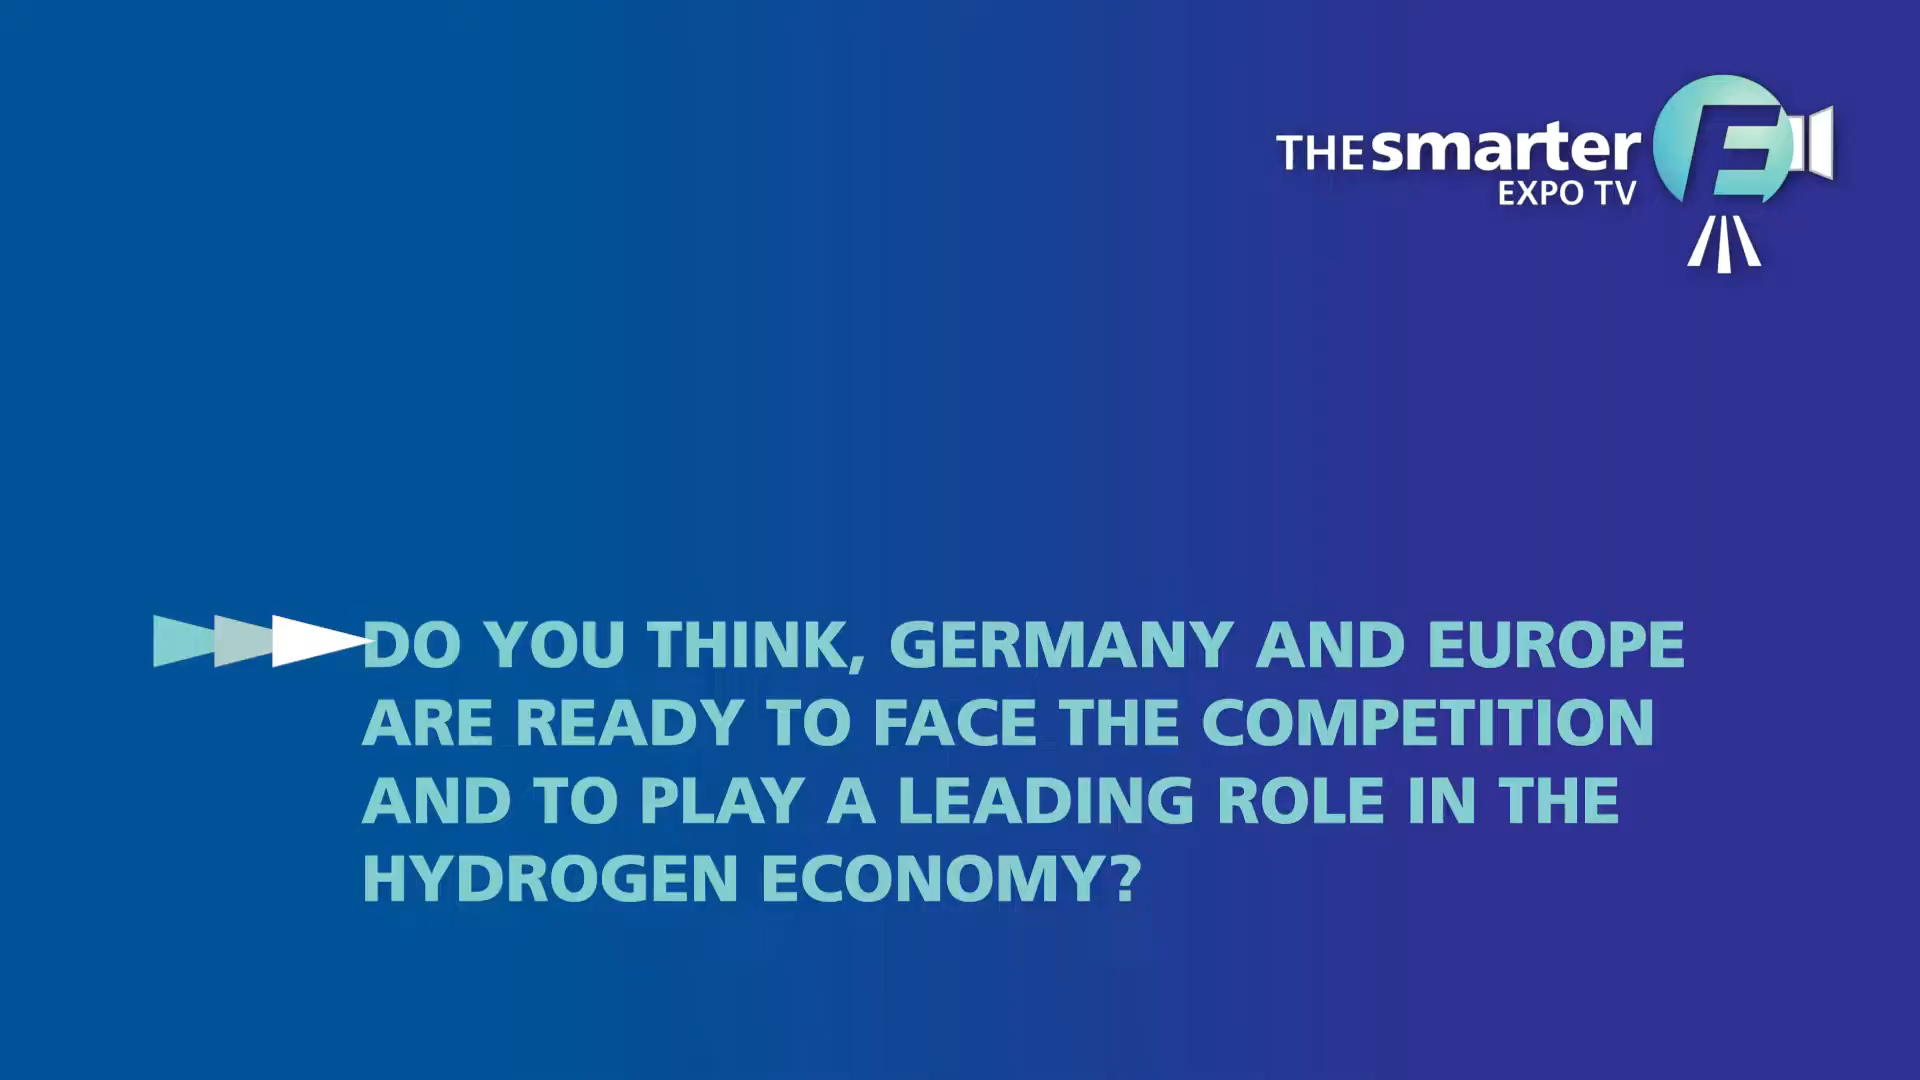 THE smarter E
EXPO TV
DO YOU THINK, GERMANY AND EUROPE
ARE READY TO FACE THE COMPETITION
AND TO PLAY A LEADING ROLE IN THE
HYDROGEN ECONOMY?